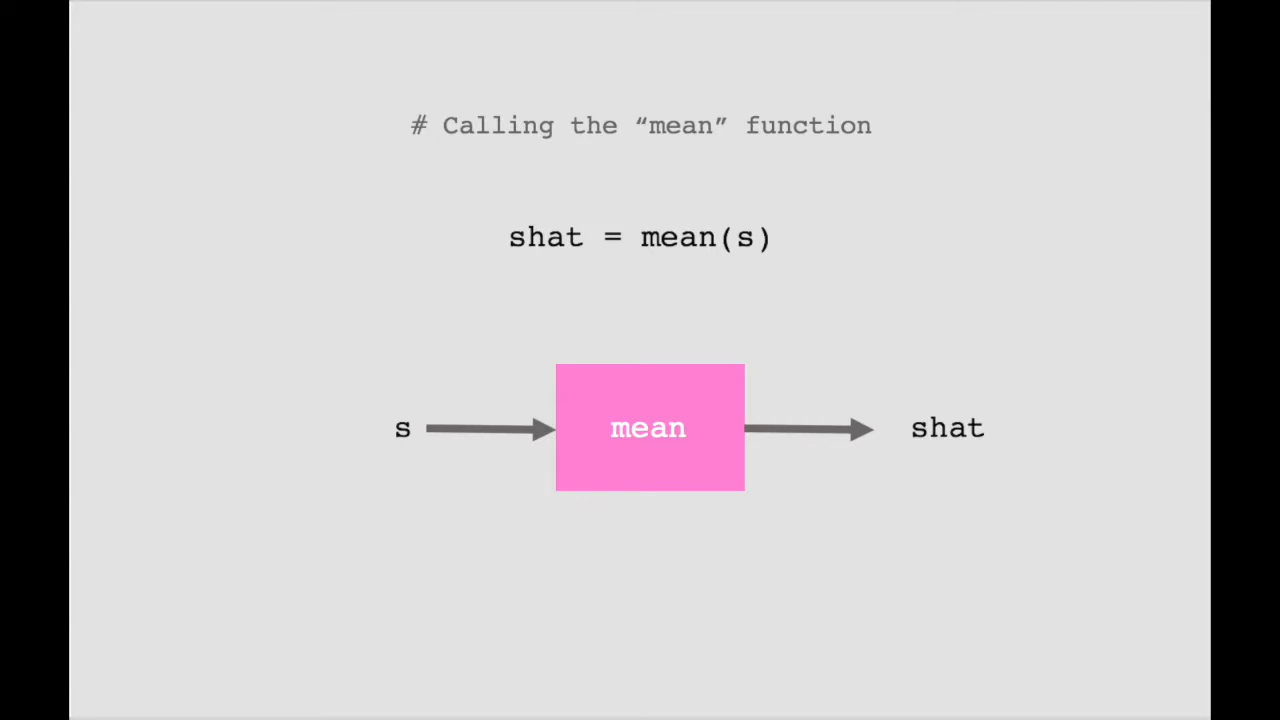 # Calling the “mean” function
shat = mean(s)
s mean shat